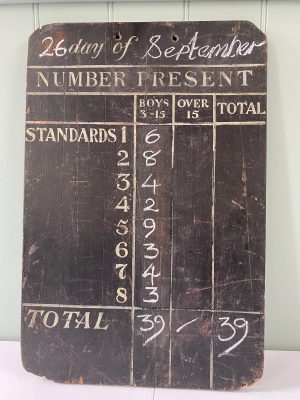 26 day of September
NUMBER PRESENT
BOYS 3-15 OVER 15 TOTAL
STANDARDS 1 6
2 8
3 4
4 2
5 9
6 3
7 4
8 3
TOTAL 39 - 39